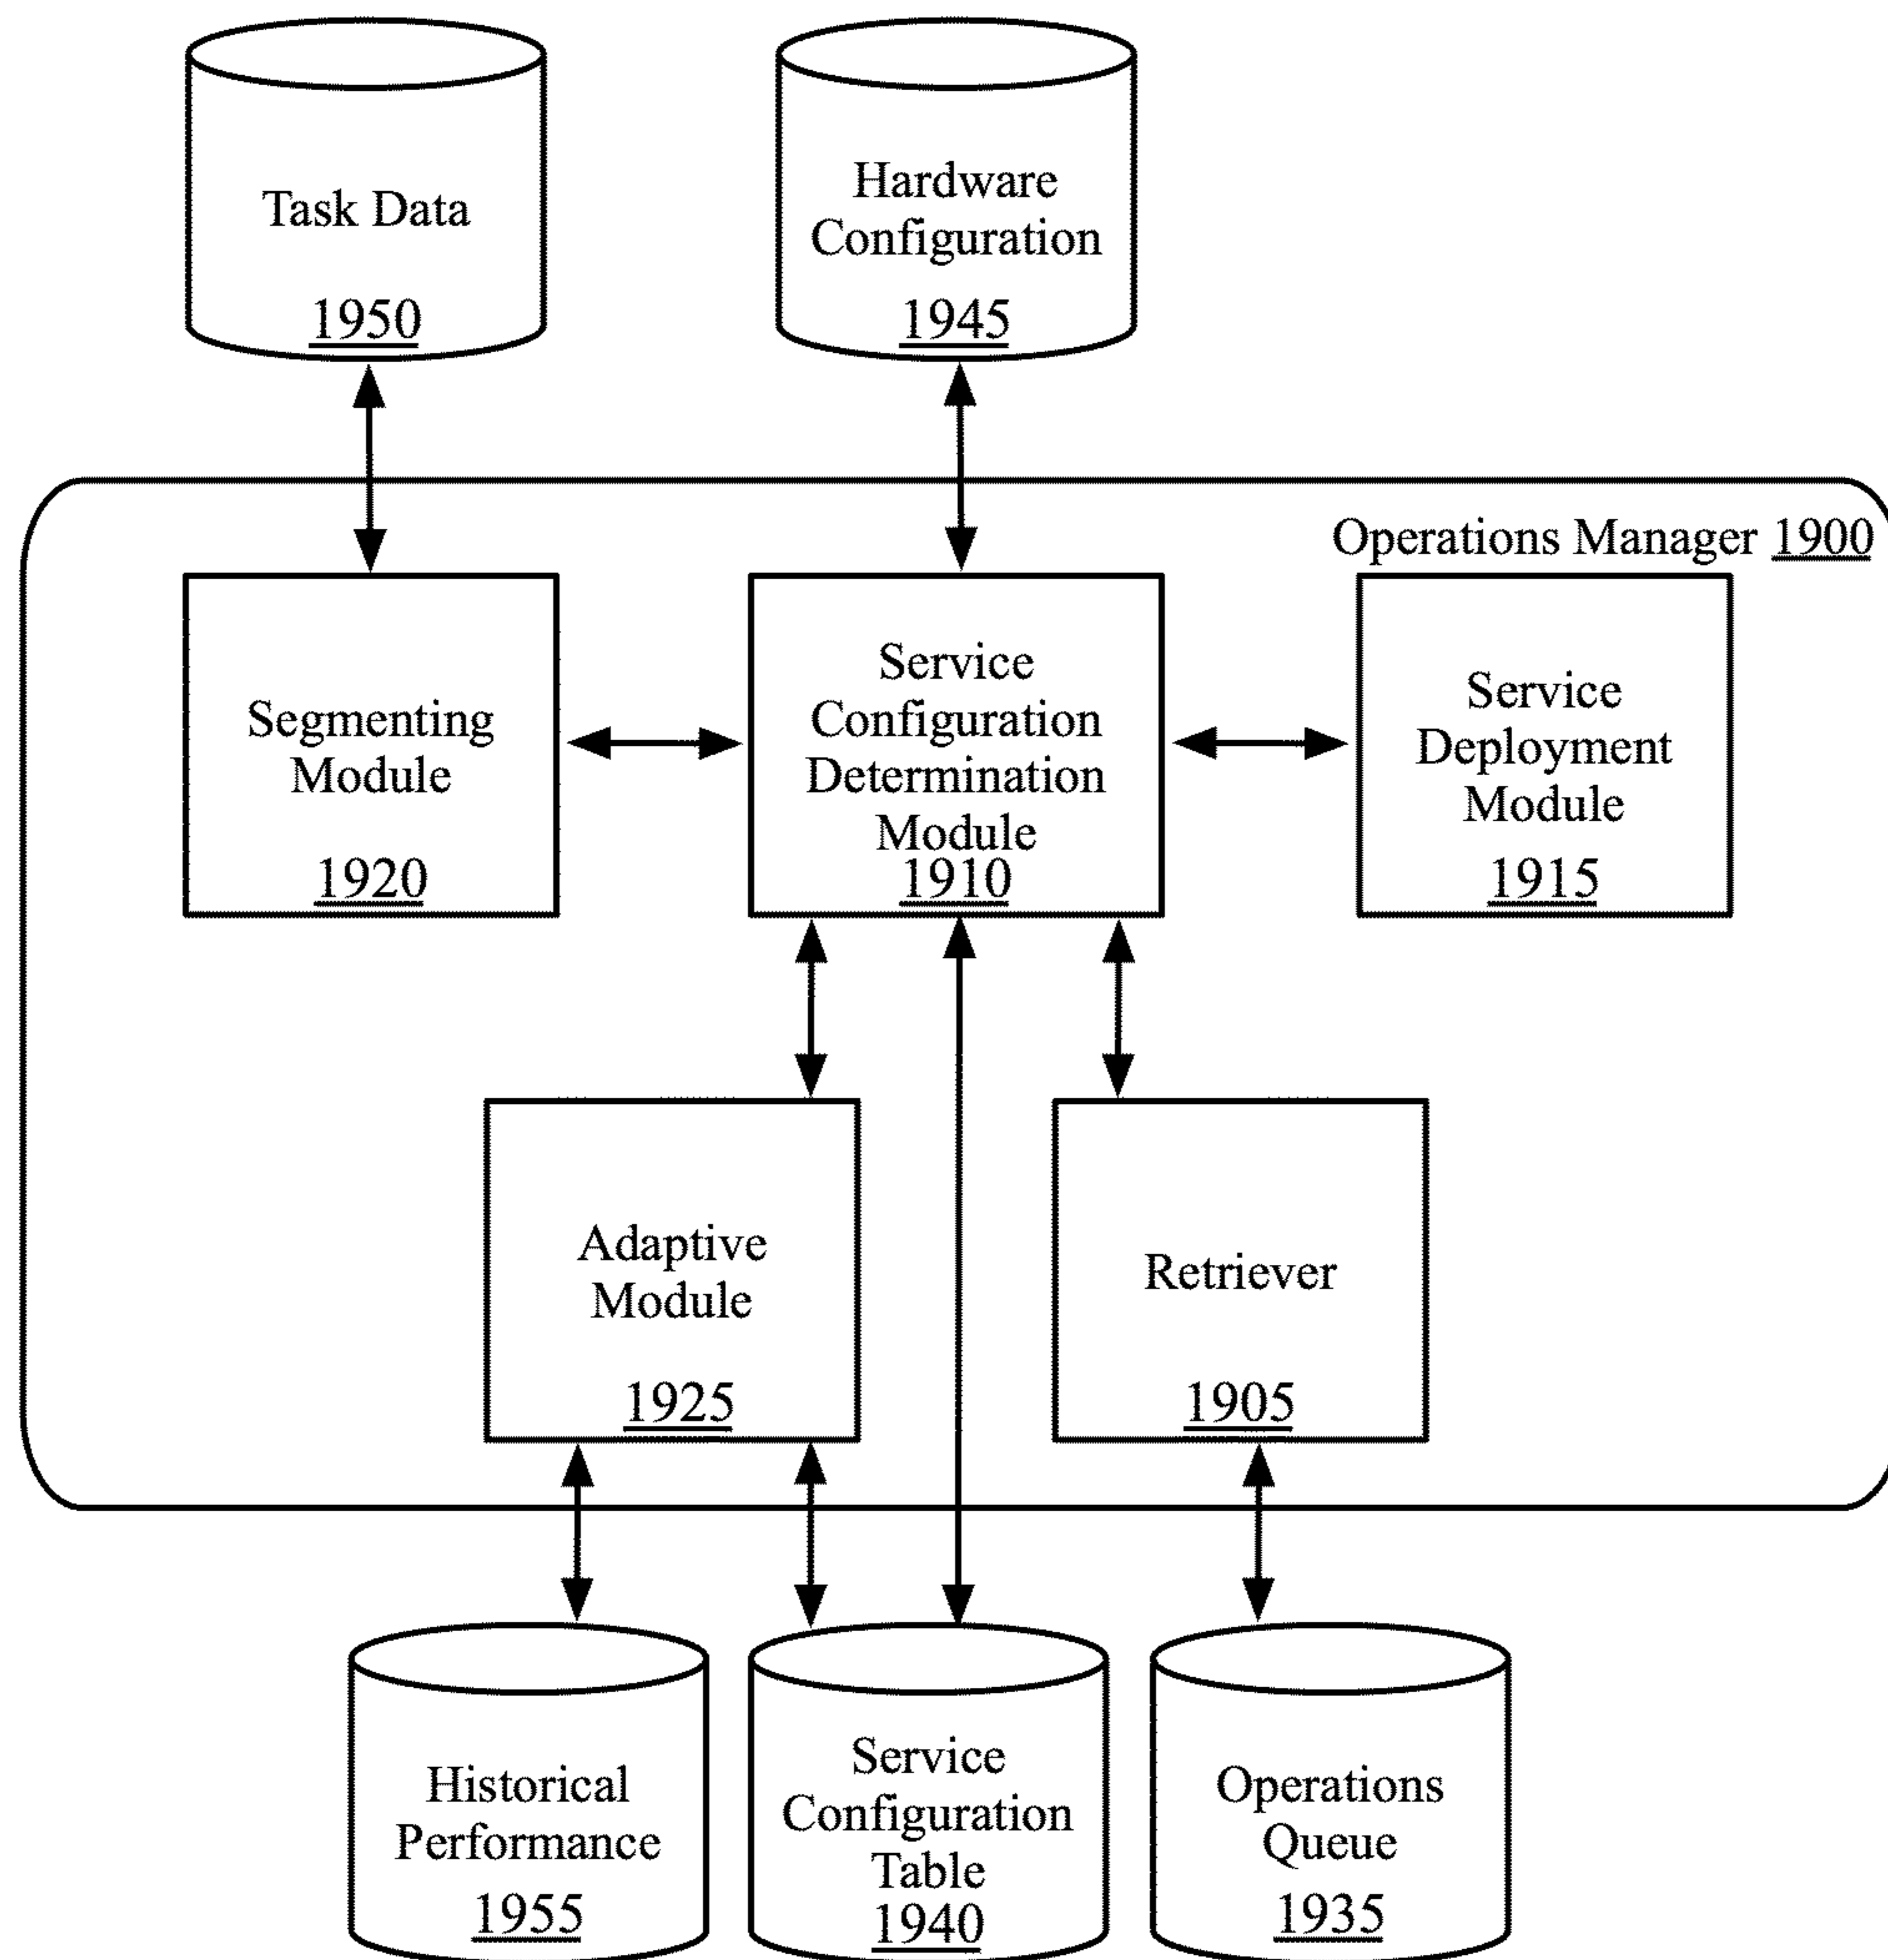 Task Data
1950
Hardware
Configuration
1945
Operations Manager 1900
Segmenting
Module
1920
Service
Configuration
Determination
Module
1910
Service
Deployment
Module
1915
Adaptive
Module
1925
Retriever
1905
Historical
Performance
1955
Service
Configuration
Table
1940
Operations
Queue
1935